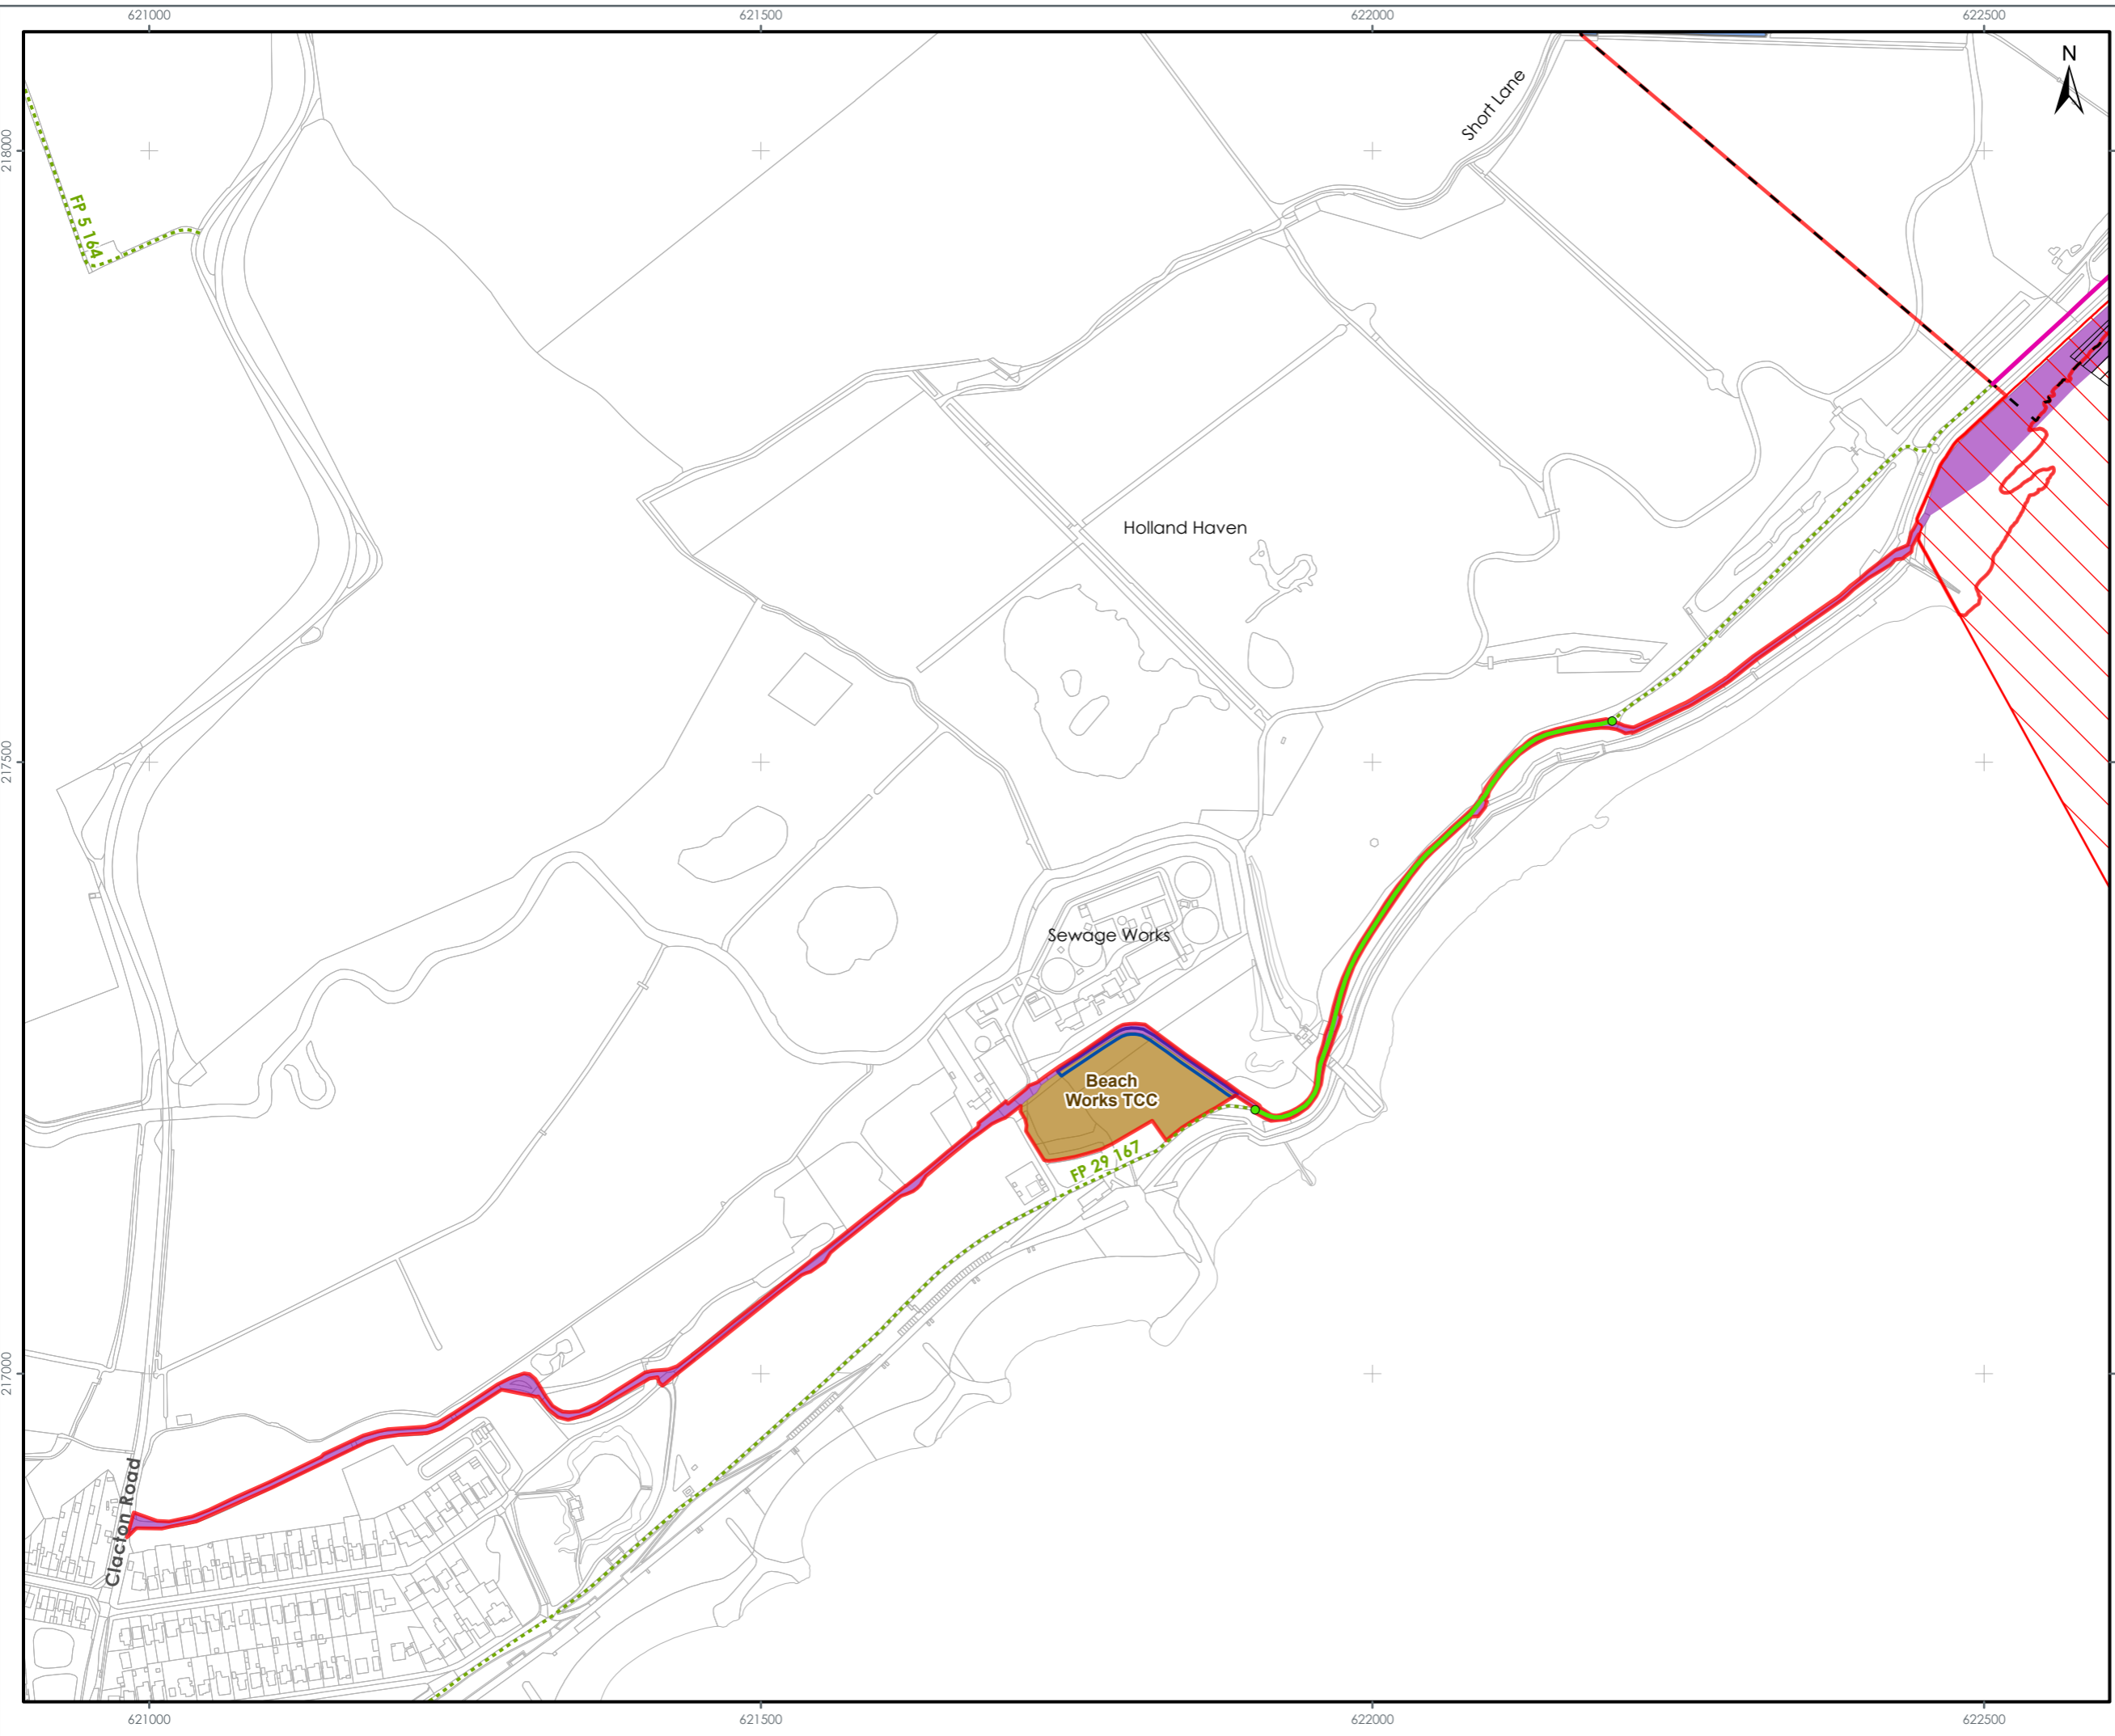 621000
621500
622000
622500
N
Short Lane
218000
FP 5 164
Holland Haven
217500
Sewage Works
Beach
Works TCC
FP 29 167
217000
Clacton Road
621000
621500
622000
622500